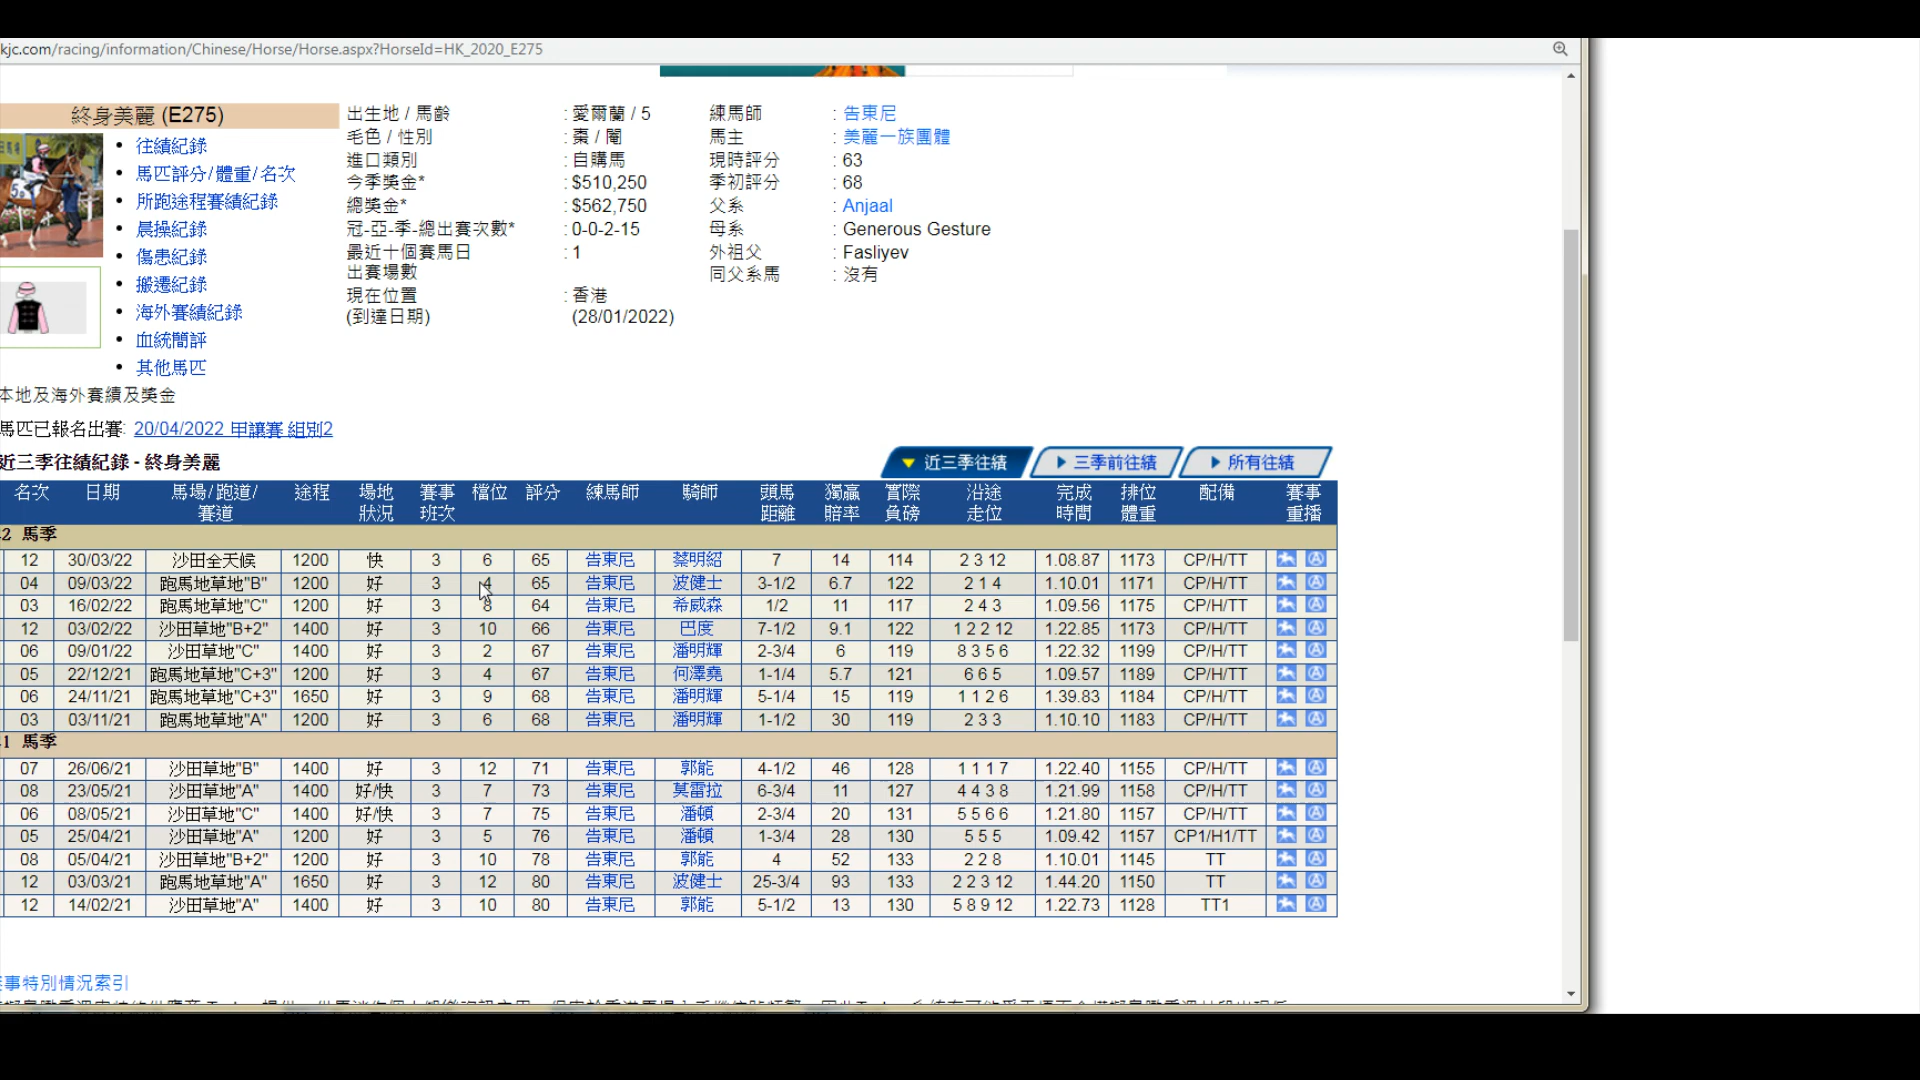 kjc.com/racing/information/Chinese/Horse/Horse.aspx?HorseId=HK_2020_E275
終身美麗 (E275)
往績紀錄
馬匹評分/體重/名次
所跑途程賽績紀錄
晨操紀錄
傷患紀錄
搬遷紀錄
海外賽績紀錄
血統簡評
其他馬匹
出生地 / 馬齡 : 愛爾蘭 / 5
毛色 / 性別 : 棗 / 閹
進口類別 : 自購馬
今季獎金* : $510,250
總獎金* : $562,750
冠-亞-季-總出賽次數* : 0-0-2-15
最近十個賽馬日 : 1
出賽場數
現在位置 : 香港
(到達日期) (28/01/2022)
練馬師 : 告東尼
馬主 : 美麗一族團體
現時評分 : 63
季初評分 : 68
父系 : Anjaal
母系 : Generous Gesture
外祖父 : Fasliyev
同父系馬 : 沒有
本地及海外賽績及獎金
馬匹已報名出賽: 20/04/2022 甲讓賽 組別2
近三季往績紀錄 - 終身美麗
近三季往績 三季前往績 所有往績
名次 日期 馬場/跑道/ 途程 場地 賽事 檔位 評分 練馬師 騎師 頭馬 獨贏 實際 沿途 完成 排位 配備 賽事
賽道 狀況 班次 距離 賠率 負磅 走位 時間 體重 重播
2 馬季
12 30/03/22 沙田全天候 1200 快 3 6 65 告東尼 蔡明紹 7 14 114 2 3 12 1.08.87 1173 CP/H/TT
04 09/03/22 跑馬地草地"B" 1200 好 3 4 65 告東尼 波健士 3-1/2 6.7 122 2 1 4 1.10.01 1171 CP/H/TT
03 16/02/22 跑馬地草地"C" 1200 好 3 8 64 告東尼 希威森 1/2 11 117 2 4 3 1.09.56 1175 CP/H/TT
12 03/02/22 沙田草地"B+2" 1400 好 3 10 66 告東尼 巴度 7-1/2 9.1 122 1 2 2 12 1.22.85 1173 CP/H/TT
06 09/01/22 沙田草地"C" 1400 好 3 2 67 告東尼 潘明輝 2-3/4 6 119 8 3 5 6 1.22.32 1199 CP/H/TT
05 22/12/21 跑馬地草地"C+3" 1200 好 3 4 67 告東尼 何澤堯 1-1/4 5.7 121 6 6 5 1.09.57 1189 CP/H/TT
06 24/11/21 跑馬地草地"C+3" 1650 好 3 9 68 告東尼 潘明輝 5-1/4 15 119 1 1 2 6 1.39.83 1184 CP/H/TT
03 03/11/21 跑馬地草地"A" 1200 好 3 6 68 告東尼 潘明輝 1-1/2 30 119 2 3 3 1.10.10 1183 CP/H/TT
1 馬季
07 26/06/21 沙田草地"B" 1400 好 3 12 71 告東尼 郭能 4-1/2 46 128 1 1 1 7 1.22.40 1155 CP/H/TT
08 23/05/21 沙田草地"A" 1400 好/快 3 7 73 告東尼 莫雷拉 6-3/4 11 127 4 4 3 8 1.21.99 1158 CP/H/TT
06 08/05/21 沙田草地"C" 1400 好/快 3 7 75 告東尼 潘頓 2-3/4 20 131 5 5 6 6 1.21.80 1157 CP/H/TT
05 25/04/21 沙田草地"A" 1200 好 3 5 76 告東尼 潘頓 1-3/4 28 130 5 5 5 1.09.42 1157 CP1/H1/TT
08 05/04/21 沙田草地"B+2" 1200 好 3 10 78 告東尼 郭能 4 52 133 2 2 8 1.10.01 1145 TT
12 03/03/21 跑馬地草地"A" 1650 好 3 12 80 告東尼 波健士 25-3/4 93 133 2 2 3 12 1.44.20 1150 TT
12 14/02/21 沙田草地"A" 1400 好 3 10 80 告東尼 郭能 5-1/2 13 130 5 8 9 12 1.22.73 1128 TT1
事特別情況索引